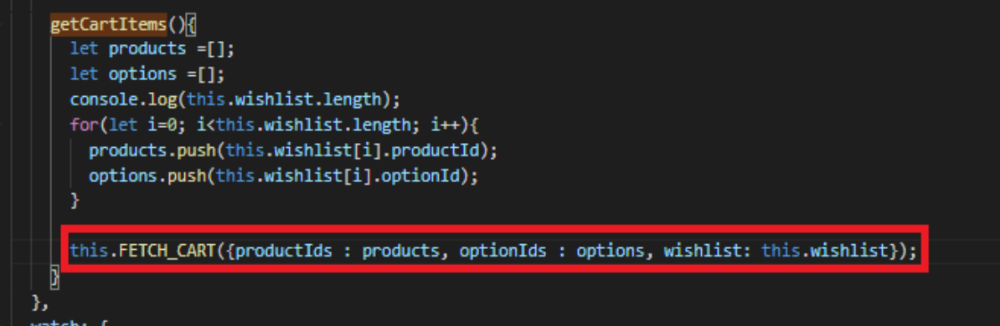 getCartItems(){
let products =[];
let options =[];
console.log(this.wishlist.length);
for(let i=0; i<this.wishlist.length; i++){
products.push(this.wishlist[i].productId);
options.push(this.wishlist[i].optionId);
}
this.FETCH_CART({productIds : products, optionIds : options, wishlist: this.wishlist});
}
},
watch: {